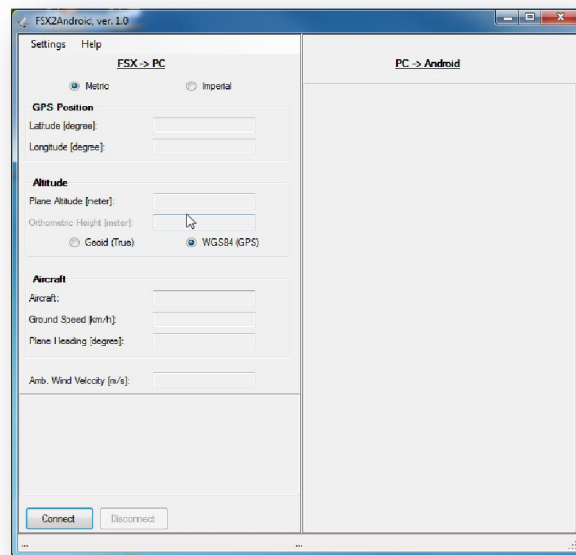 FSX2Android, ver. 1.0
Settings Help
FSX -> PC
Metric Imperial
GPS Position
Latitude [degree]:
Longitude [degree]:
Altitude
Plane Altitude [meter]:
Orthometric Height [meter]:
Geoid (True) WGS84 (GPS)
Aircraft
Aircraft:
Ground Speed [km/h]:
Plane Heading [degree]:
Amb. Wind Velocity [m/s]:
Connect Disconnect
...
PC -> Android
...